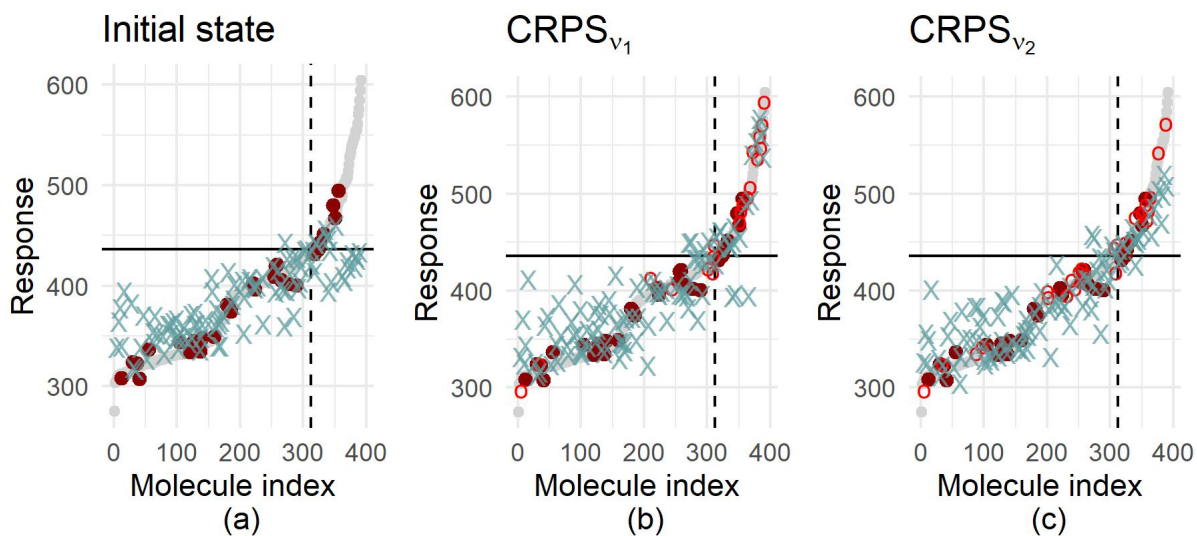 Initial state
600
500
400
300
Response
0 100 200 300 400
Molecule index
(a)
CRPSν1
600
500
400
300
Response
0 100 200 300 400
Molecule index
(b)
CRPSν2
600
500
400
300
Response
0 100 200 300 400
Molecule index
(c)